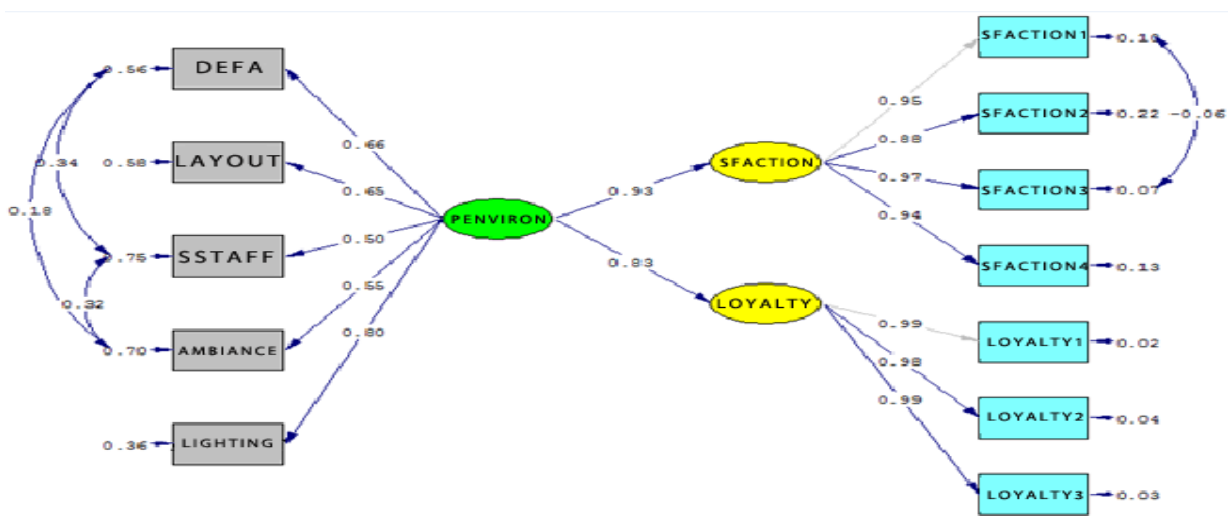 0.56
DEFA
0.66
0.58
LAYOUT
0.65
0.34
0.18
0.75
SSTAFF
0.50
0.32
0.70
AMBIANCE
0.55
0.36
LIGHTING
0.80
PENVIRON
0.93
0.83
SFACTION
LOYALTY
0.95
SFACTION1
0.88
SFACTION2
0.22
-0.06
0.97
SFACTION3
0.07
0.94
SFACTION4
0.13
0.99
LOYALTY1
0.02
0.98
LOYALTY2
0.04
0.99
LOYALTY3
0.03